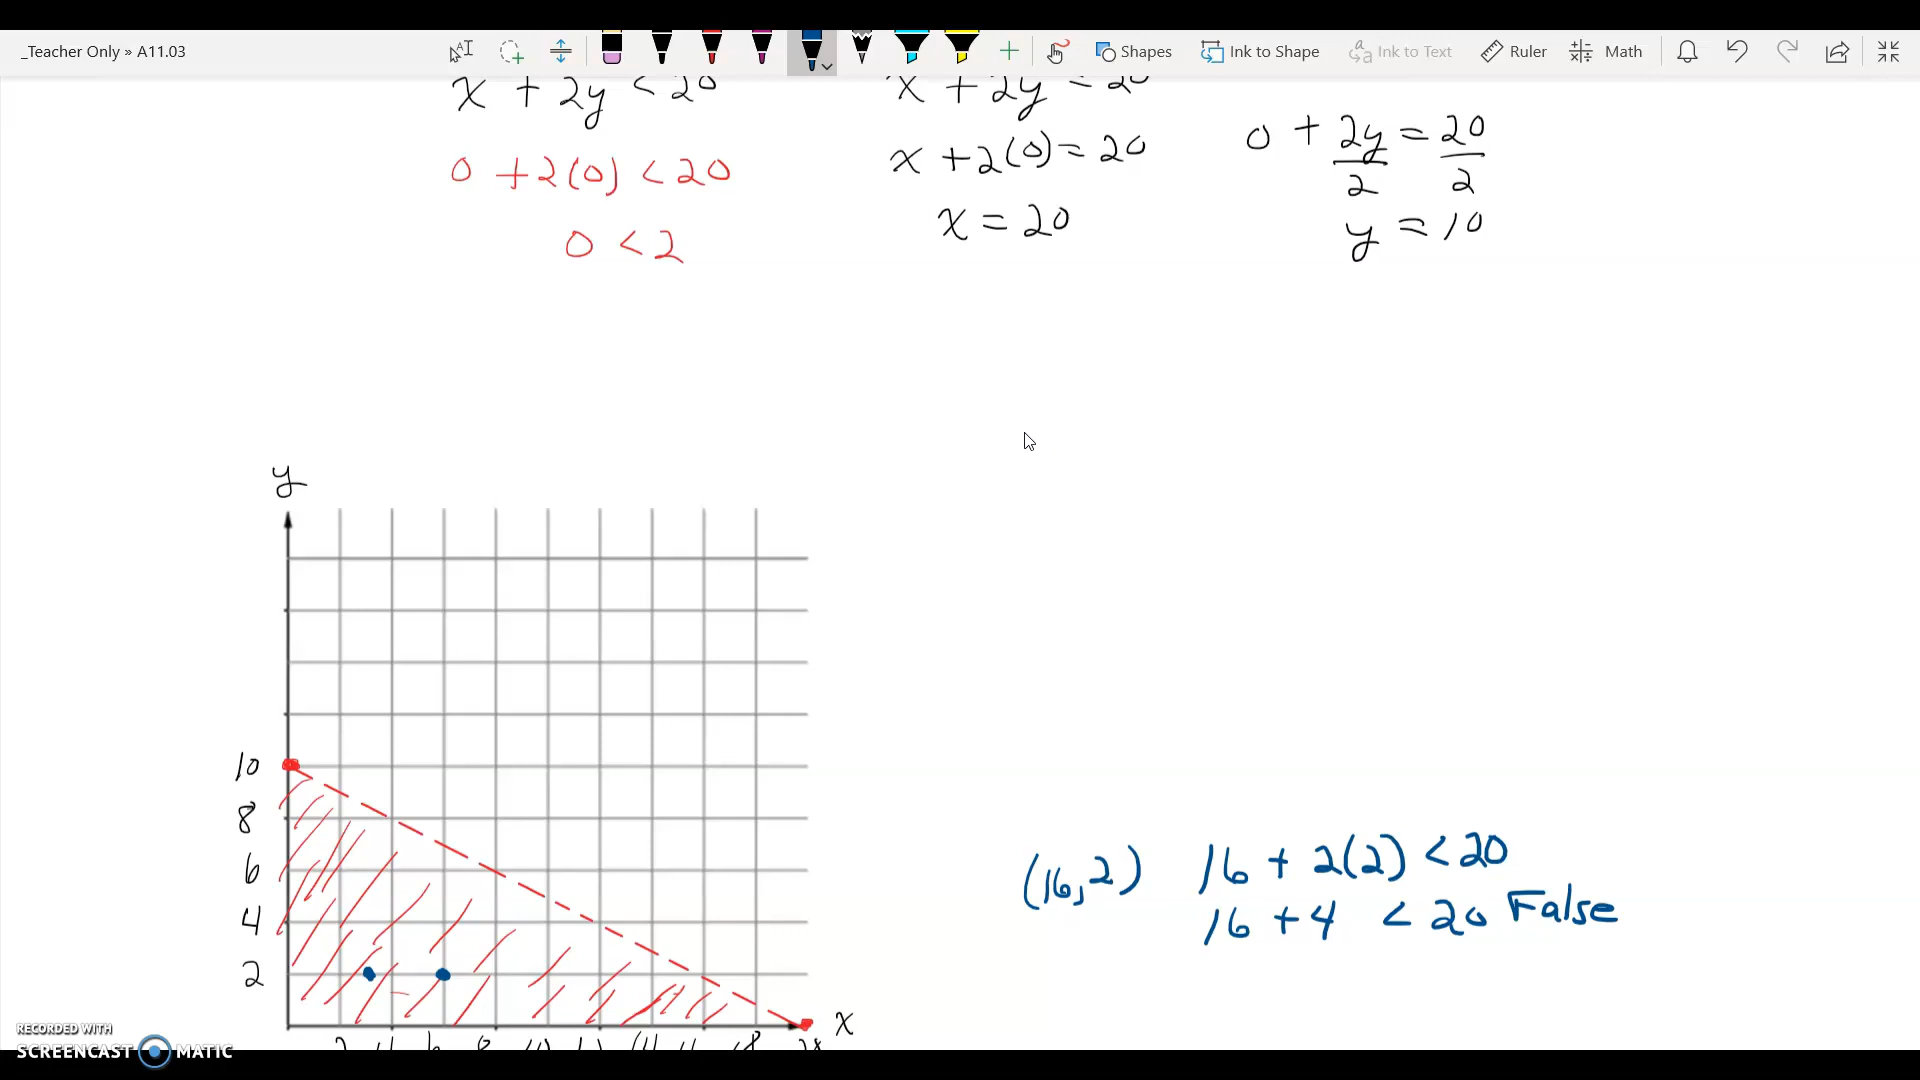 _Teacher Only » A11.03
Shapes
Ink to Shape
Ink to Text
Ruler
Math
x + 2y < 20
0 + 2(0) < 20
0 < 2
x + 2y = 20
x + 2(0) = 20
x = 20
0 + 2y = 20
2 2
y = 10
y
10
8
6
4
2
x
(16,2) 16 + 2(2) < 20
16 + 4 < 20 False
RECORDED WITH
SCREENCAST MATIC